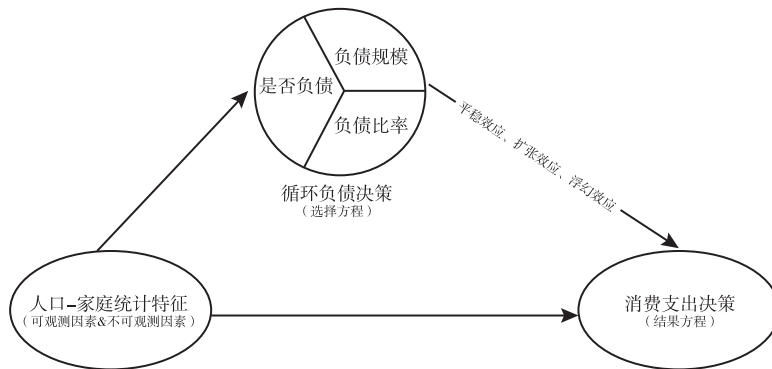 负债规模
是否负债
负债比率
循环负债决策
（选择方程）
平稳效应、扩张效应、浮幻效应
人口-家庭统计特征
（可观测因素&不可观测因素）
消费支出决策
（结果方程）